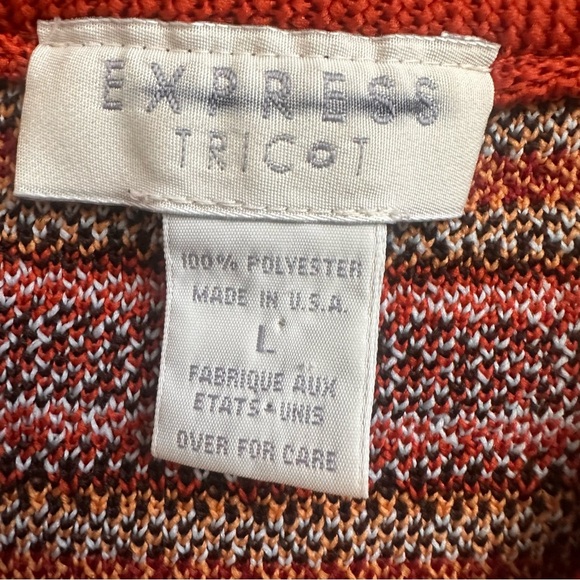 EXPRESS
TRICOT
100% POLYESTER
MADE IN U.S.A.
L
FABRIQUE AUX
ETATS-UNIS
OVER FOR CARE